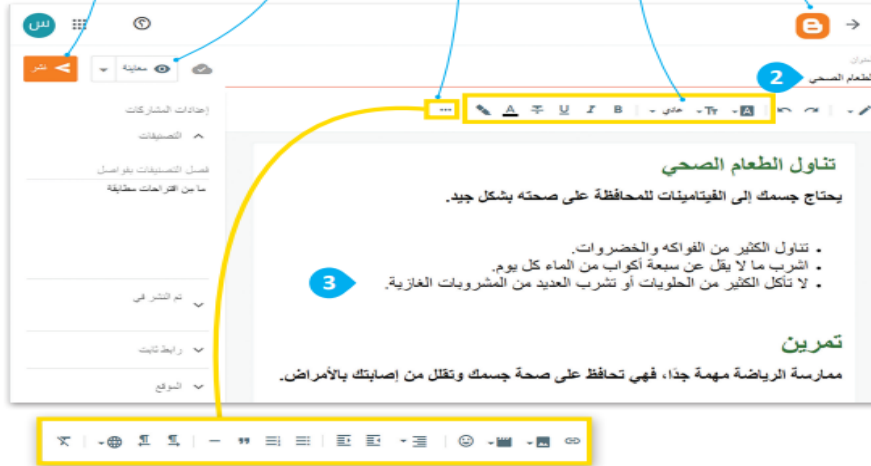 س
عنوان
الطعام الصحي
2
نشر
معاينة
عادي
B I U T A
إعدادات المشاركات
التصنيفات
فصل التصنيفات بفواصل
ما من اقتراحات مطابقة
تم النشر في
رابط ثابت
الموقع
تناول الطعام الصحي
يحتاج جسمك إلى الفيتامينات للمحافظة على صحته بشكل جيد.
• تناول الكثير من الفواكه والخضروات.
• اشرب ما لا يقل عن سبعة أكواب من الماء كل يوم.
• لا تأكل الكثير من الحلويات أو تشرب العديد من المشروبات الغازية.
3
تمرين
ممارسة الرياضة مهمة جدًا، فهي تحافظ على صحة جسمك وتقلل من إصابتك بالأمراض.